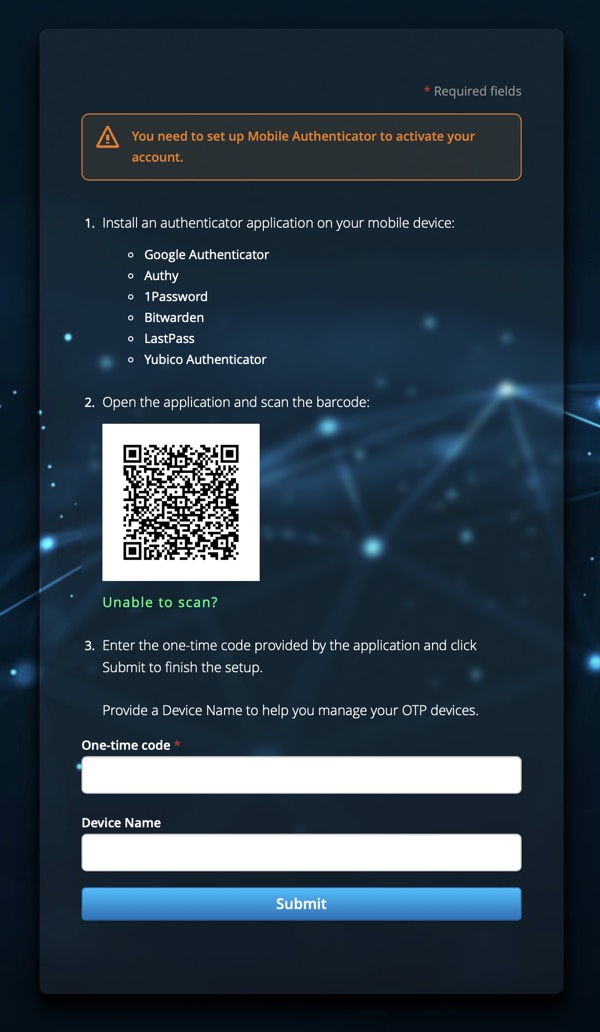 * Required fields
You need to set up Mobile Authenticator to activate your
account.
1. Install an authenticator application on your mobile device:
Google Authenticator
Authy
1Password
Bitwarden
LastPass
Yubico Authenticator
2. Open the application and scan the barcode:
Unable to scan?
3. Enter the one-time code provided by the application and click
Submit to finish the setup.
Provide a Device Name to help you manage your OTP devices.
One-time code *
Device Name
Submit